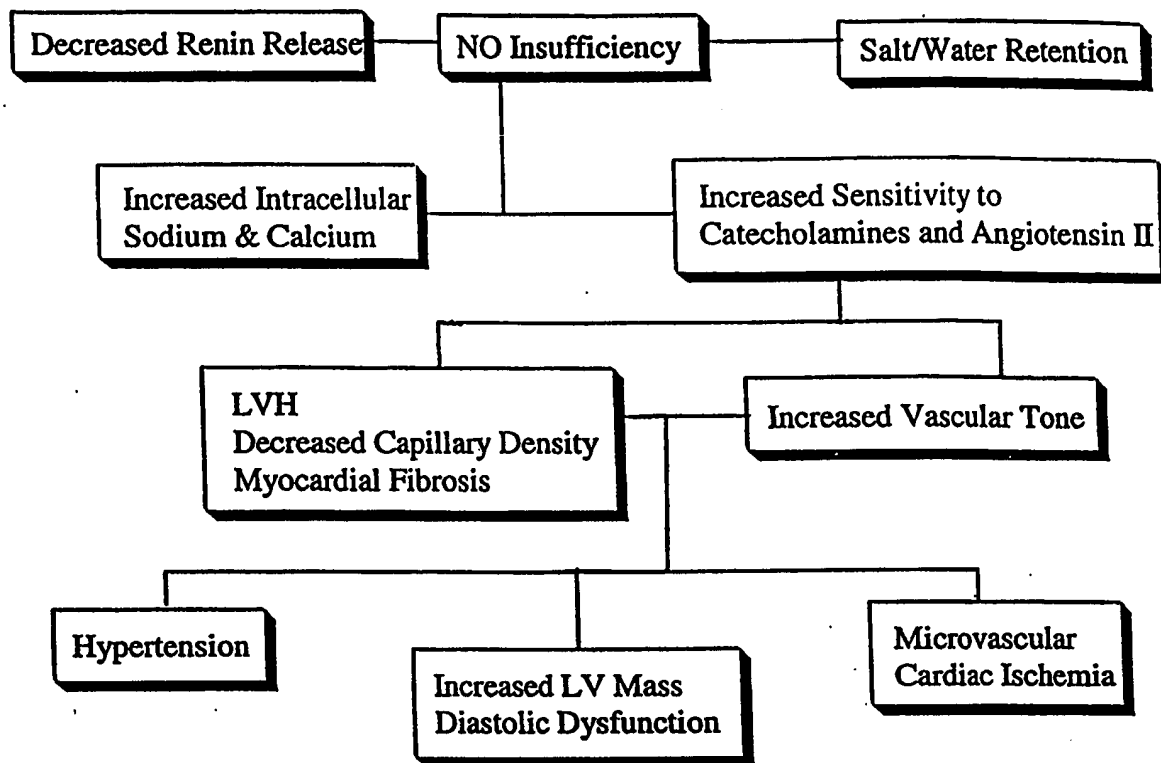 Decreased Renin Release
NO Insufficiency
Salt/Water Retention
Increased Intracellular
Sodium & Calcium
Increased Sensitivity to
Catecholamines and Angiotensin II
LVH
Decreased Capillary Density
Myocardial Fibrosis
Increased Vascular Tone
Hypertension
Increased LV Mass
Diastolic Dysfunction
Microvascular
Cardiac Ischemia